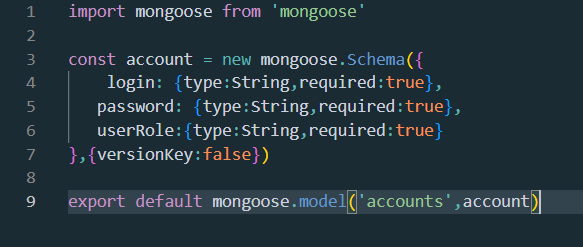 1 import mongoose from 'mongoose'
2
3 const account = new mongoose.Schema({
4     login: {type:String,required:true},
5    password: {type:String,required:true},
6    userRole:{type:String,required:true}
7 },{versionKey:false})
8
9 export default mongoose.model('accounts',account)